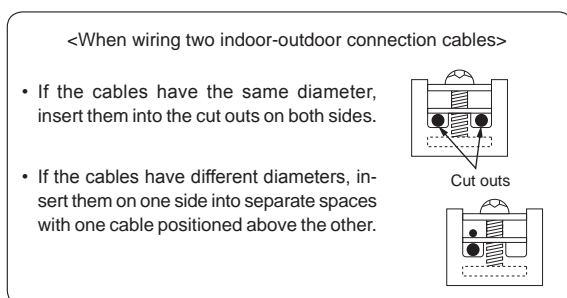 <When wiring two indoor-outdoor connection cables>
• If the cables have the same diameter,
insert them into the cut outs on both sides.
Cut outs
• If the cables have different diameters, in-
sert them on one side into separate spaces
with one cable positioned above the other.